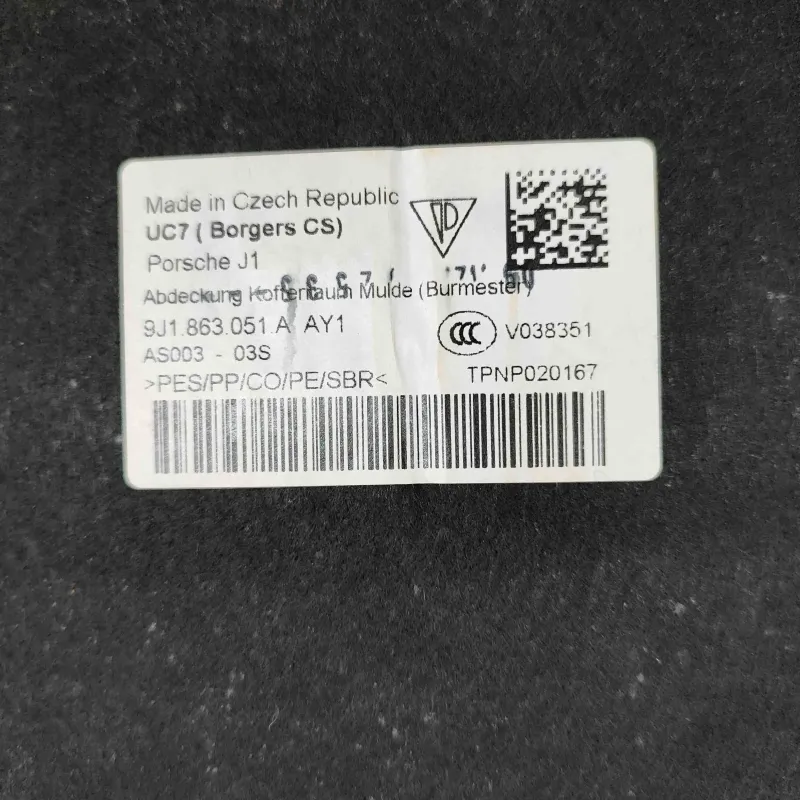 Made in Czech Republic
UC7 ( Borgers CS)
Porsche J1
Abdeckung Kofferraum Mulde (Burmester)
9J1.863.051.A AY1
CCC V038351
AS003 - 03S
>PES/PP/CO/PE/SBR< TPNP020167